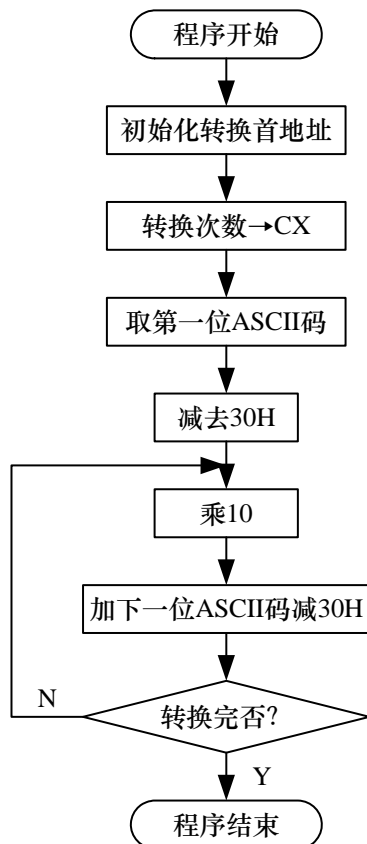 程序开始
初始化转换首地址
转换次数→CX
取第一位ASCII码
减去30H
乘10
加下一位ASCII码减30H
N
转换完否?
Y
程序结束